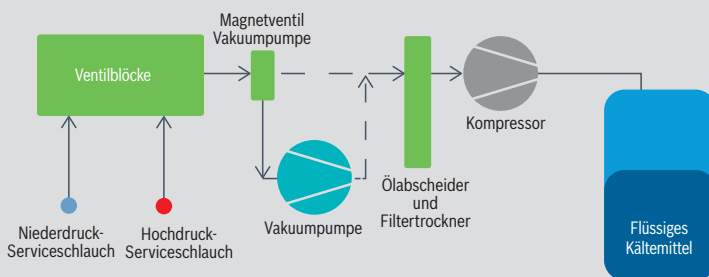 Magnetventil
Vakuumpumpe
Ventilblöcke
Kompressor
Ölabscheider
und
Filtertrockner
Vakuumpumpe
Niederdruck-
Serviceschlauch
Hochdruck-
Serviceschlauch
Flüssiges
Kältemittel